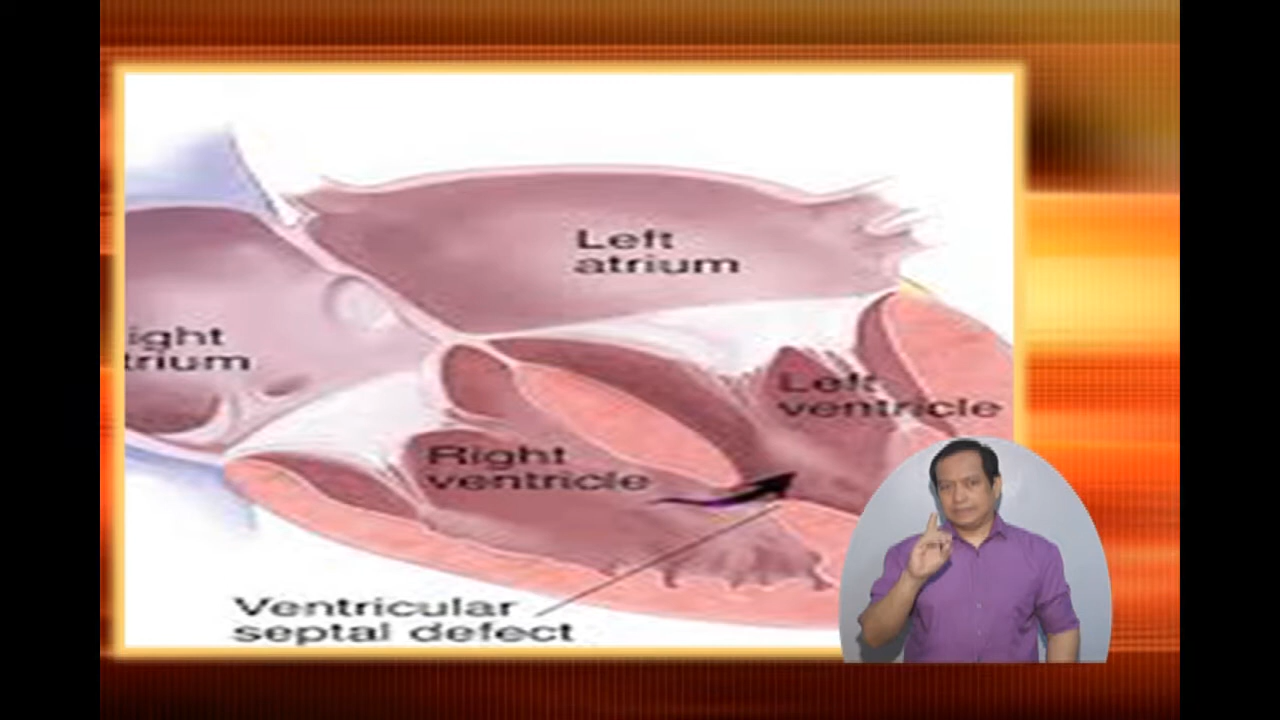 Left
atrium
ight
trium
Left
ventricle
Right
ventricle
Ventricular
septal defect